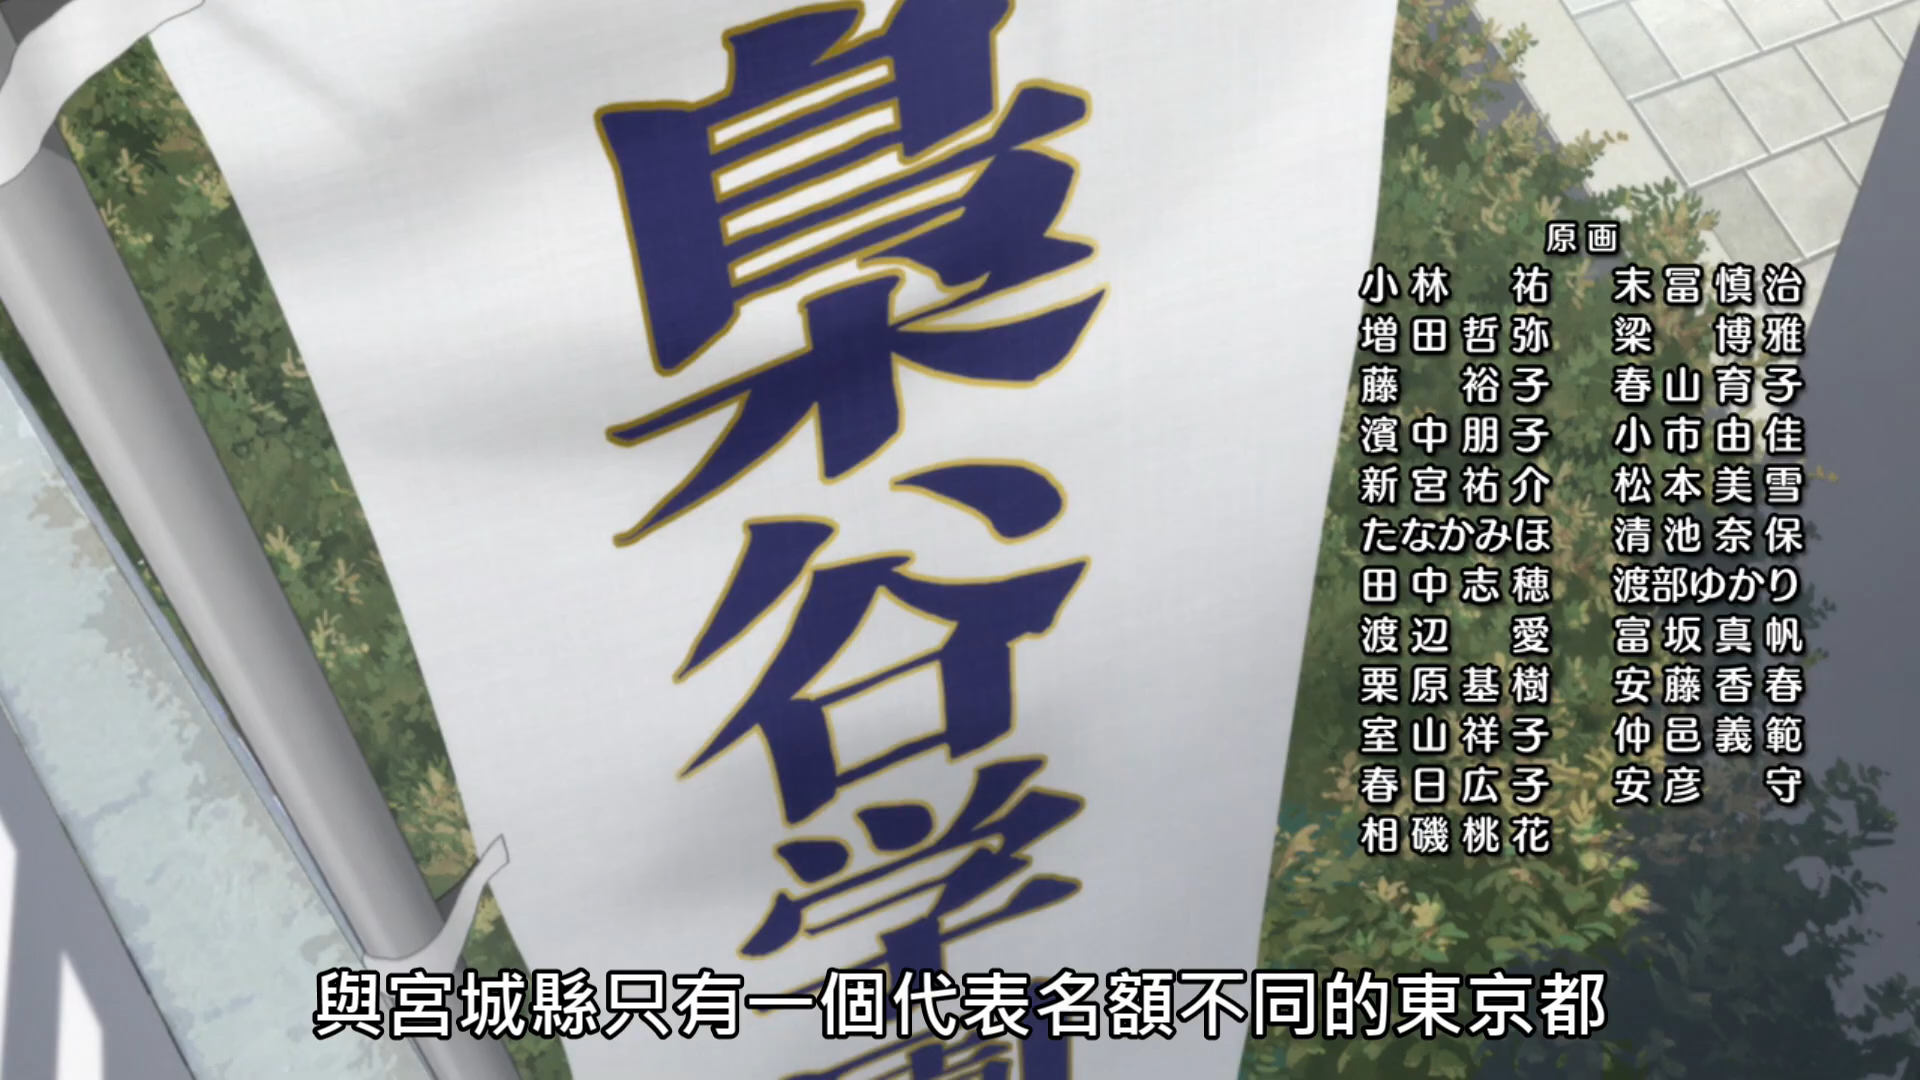 梟谷学
原画
小林 祐 末冨慎治
増田哲弥 梁 博雅
藤 裕子 春山育子
濱中朋子 小市由佳
新宮祐介 松本美雪
たなかみほ 清池奈保
田中志穂 渡部ゆかり
渡辺 愛 富坂真帆
栗原基樹 安藤香春
室山祥子 仲邑義範
春日広子 安彦 守
相磯桃花
與宮城縣只有一個代表名額不同的東京都